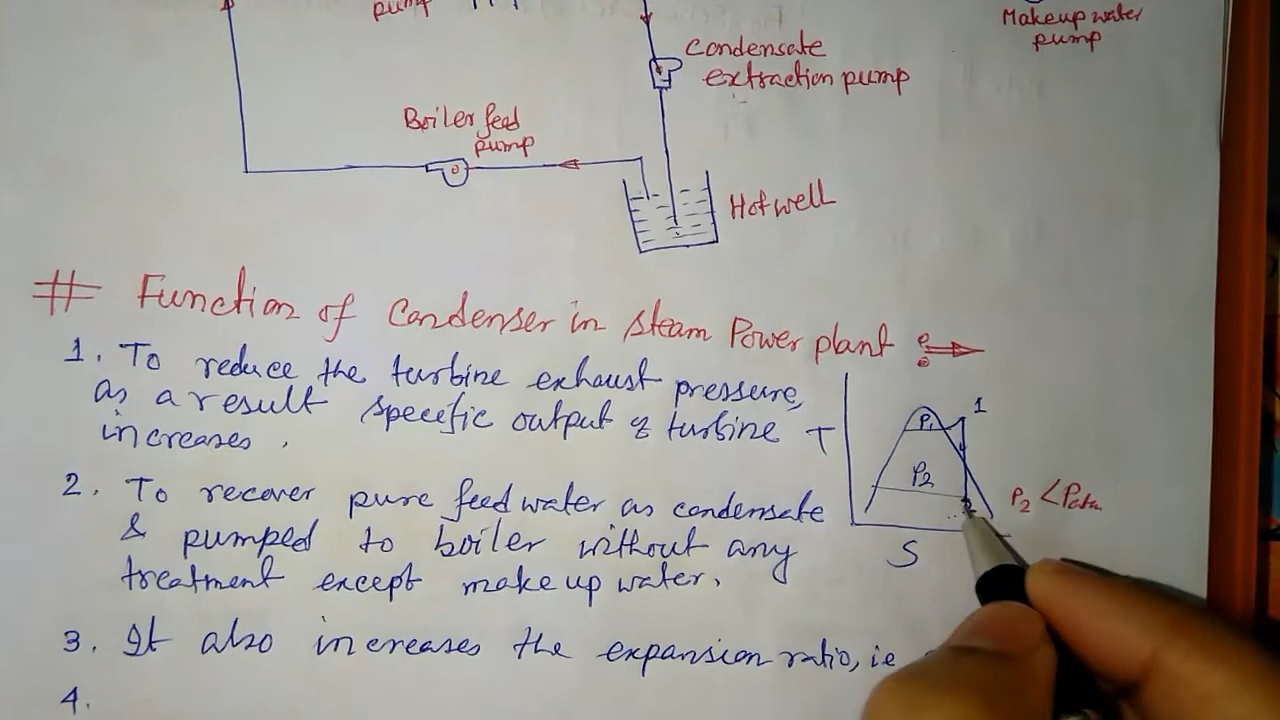 pump
Makeup water
pump
Condensate
extraction pump
Boiler feed
pump
Hotwell
# Function of Condenser in steam Power plant :
1. To reduce the turbine exhaust pressure,
as a result specific output of turbine
increases.
T
P1
1
P2
2
P2 < Patm
S
2. To recover pure feed water as condensate
& pumped to boiler without any
treatment except make up water.
3. It also increases the expansion ratio, ie
4.